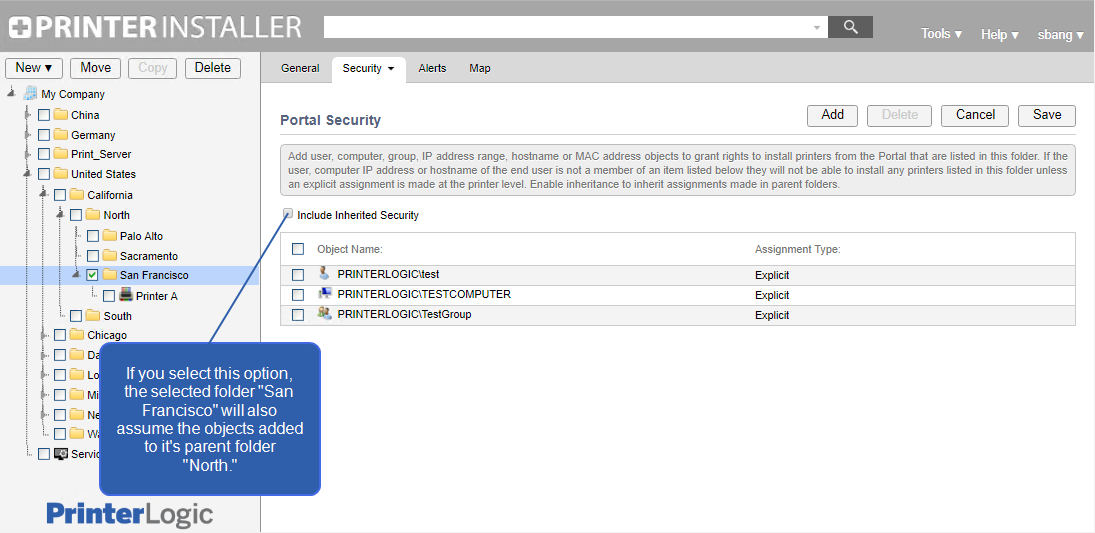 PRINTER INSTALLER
Tools ▾ Help ▾ sbang ▾
New ▾ Move Copy Delete
General Security ▾ Alerts Map
My Company
China
Germany
Print_Server
United States
California
North
Palo Alto
Sacramento
San Francisco
Printer A
South
Chicago
Da
Lo
Mi
Ne
Wa
Servic
PrinterLogic
Portal Security
Add Delete Cancel Save
Add user, computer, group, IP address range, hostname or MAC address objects to grant rights to install printers from the Portal that are listed in this folder. If the
user, computer IP address or hostname of the end user is not a member of an item listed below they will not be able to install any printers listed in this folder unless
an explicit assignment is made at the printer level. Enable inheritance to inherit assignments made in parent folders.
Include Inherited Security
Object Name: Assignment Type:
PRINTERLOGIC\test Explicit
PRINTERLOGIC\TESTCOMPUTER Explicit
PRINTERLOGIC\TestGroup Explicit
If you select this option,
the selected folder "San
Francisco" will also
assume the objects added
to it's parent folder
"North."